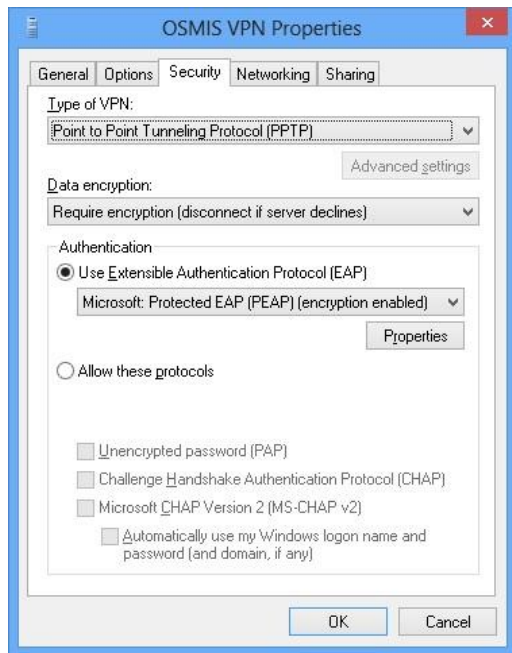 OSMIS VPN Properties
General Options Security Networking Sharing
Type of VPN:
Point to Point Tunneling Protocol (PPTP)
Advanced settings
Data encryption:
Require encryption (disconnect if server declines)
Authentication
Use Extensible Authentication Protocol (EAP)
Microsoft: Protected EAP (PEAP) (encryption enabled)
Properties
Allow these protocols
Unencrypted password (PAP)
Challenge Handshake Authentication Protocol (CHAP)
Microsoft CHAP Version 2 (MS-CHAP v2)
Automatically use my Windows logon name and
password (and domain, if any)
OK Cancel